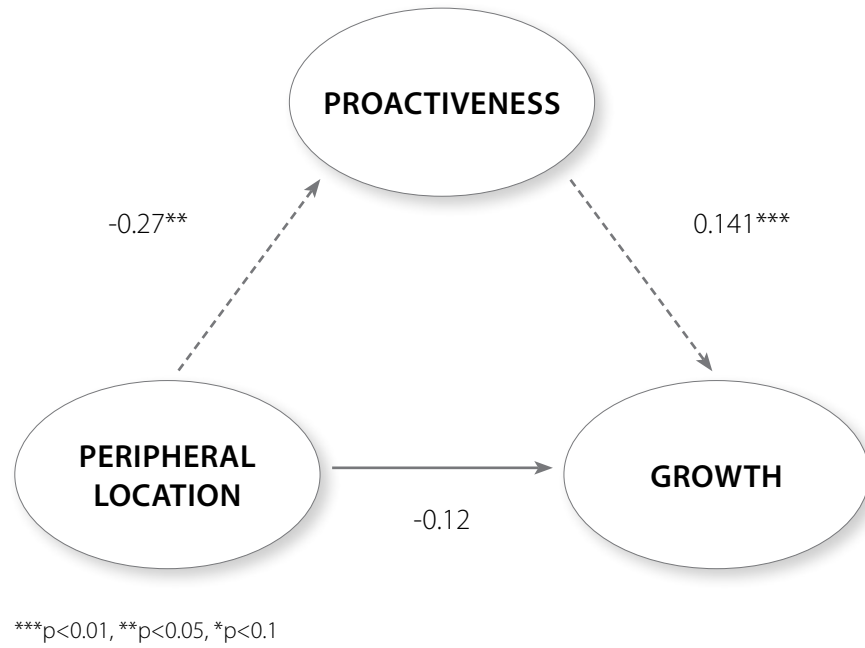 PROACTIVENESS
-0.27**
0.141***
PERIPHERAL
LOCATION
GROWTH
-0.12
***p<0.01, **p<0.05, *p<0.1